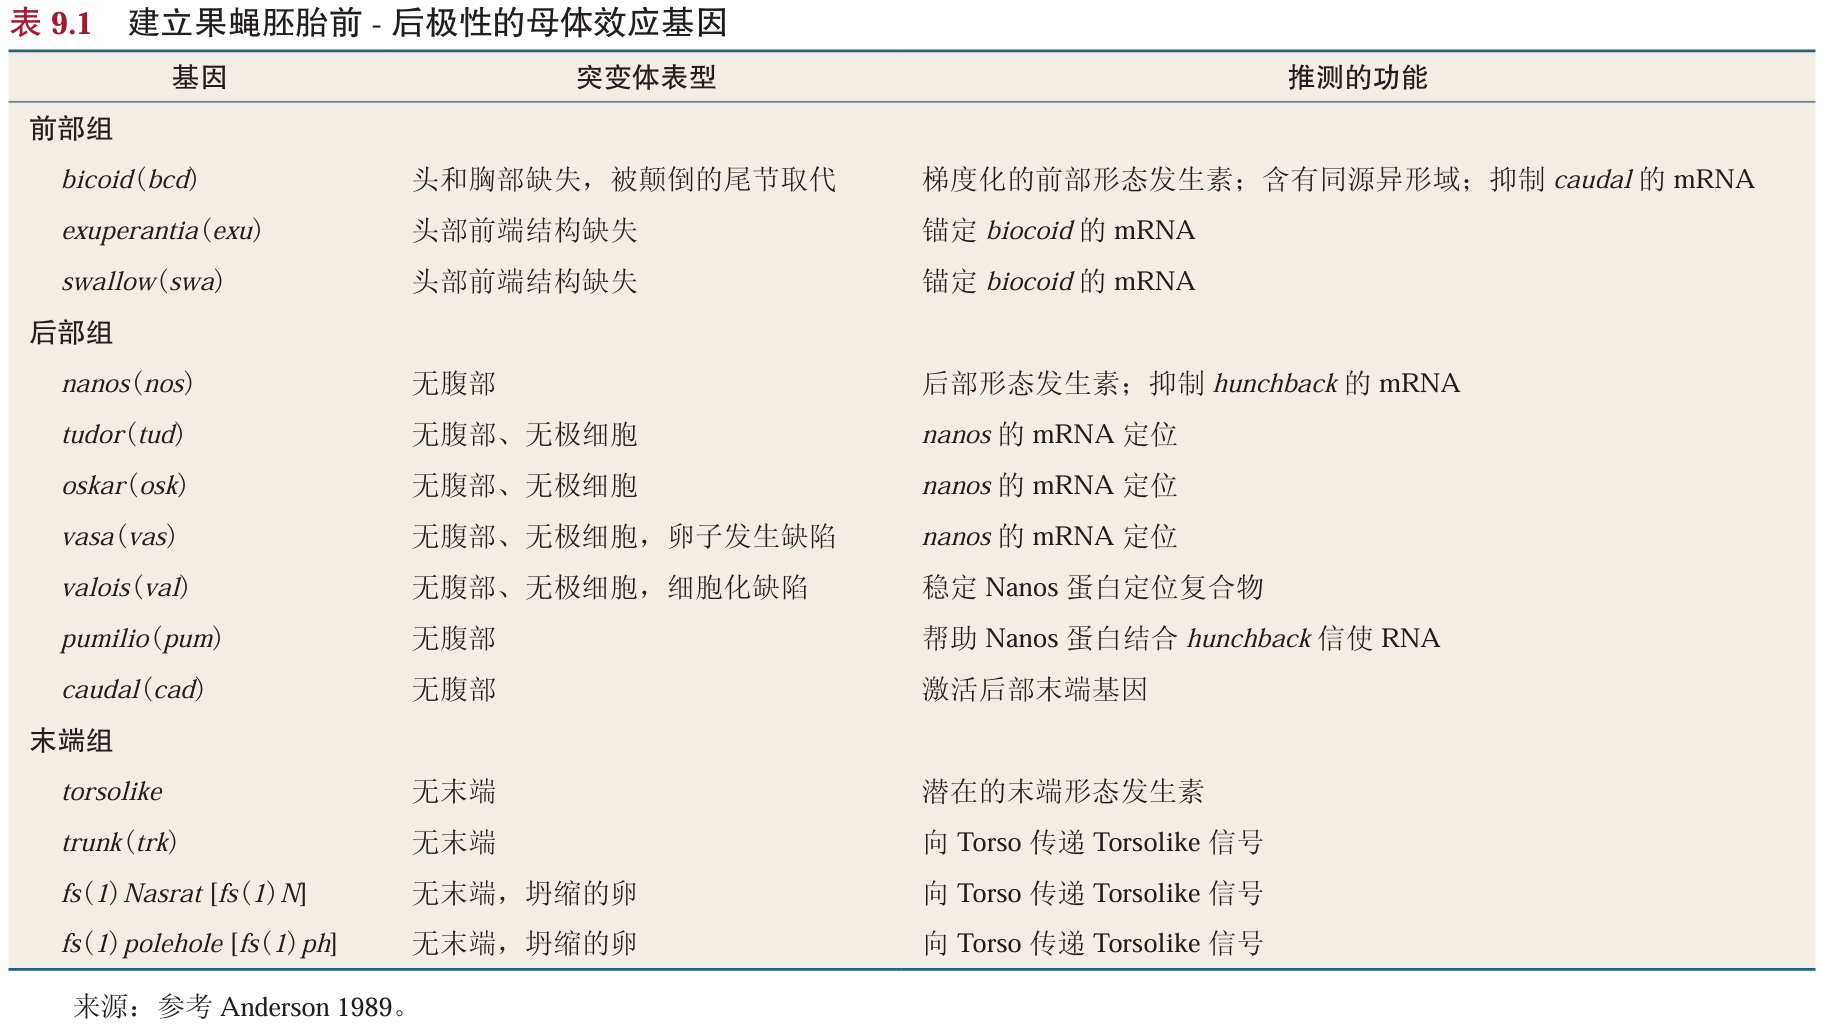 表 9.1 建立果蝇胚胎前 - 后极性的母体效应基因
基因 突变体表型 推测的功能
前部组
bicoid(bcd) 头和胸部缺失，被颠倒的尾节取代 梯度化的前部形态发生素；含有同源异形域；抑制 caudal 的 mRNA
exuperantia(exu) 头部前端结构缺失 锚定 biocoid 的 mRNA
swallow(swa) 头部前端结构缺失 锚定 biocoid 的 mRNA
后部组
nanos(nos) 无腹部 后部形态发生素；抑制 hunchback 的 mRNA
tudor(tud) 无腹部、无极细胞 nanos 的 mRNA 定位
oskar(osk) 无腹部、无极细胞 nanos 的 mRNA 定位
vasa(vas) 无腹部、无极细胞，卵子发生缺陷 nanos 的 mRNA 定位
valois(val) 无腹部、无极细胞，细胞化缺陷 稳定 Nanos 蛋白定位复合物
pumilio(pum) 无腹部 帮助 Nanos 蛋白结合 hunchback 信使 RNA
caudal(cad) 无腹部 激活后部末端基因
末端组
torsolike 无末端 潜在的末端形态发生素
trunk(trk) 无末端 向 Torso 传递 Torsolike 信号
fs(1)Nasrat [fs(1)N] 无末端，坍缩的卵 向 Torso 传递 Torsolike 信号
fs(1)polehole [fs(1)ph] 无末端，坍缩的卵 向 Torso 传递 Torsolike 信号
来源：参考 Anderson 1989。